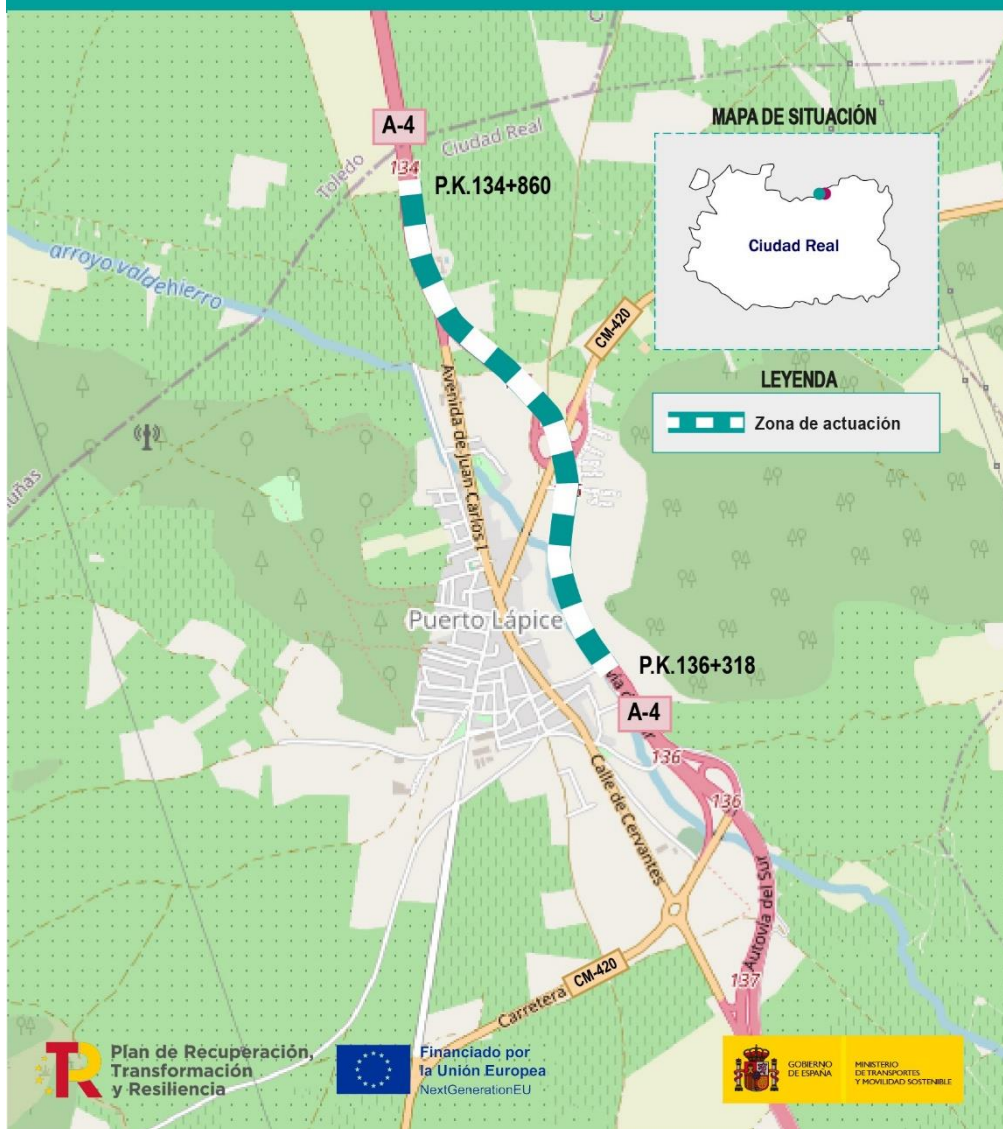 A-4
134
Toledo
Ciudad Real
P.K.134+860
MAPA DE SITUACIÓN
Ciudad Real
LEYENDA
Zona de actuación
arroyo valdehierro
CM-420
Avenida de Juan Carlos I
Puerto Lápice
P.K.136+318
A-4
136
136
Calle de Cervantes
Autovía del Sur
137
CM-420
Carretera
Plan de Recuperación,
Transformación
y Resiliencia
Financiado por
la Unión Europea
NextGenerationEU
GOBIERNO
DE ESPAÑA
MINISTERIO
DE TRANSPORTES
Y MOVILIDAD SOSTENIBLE